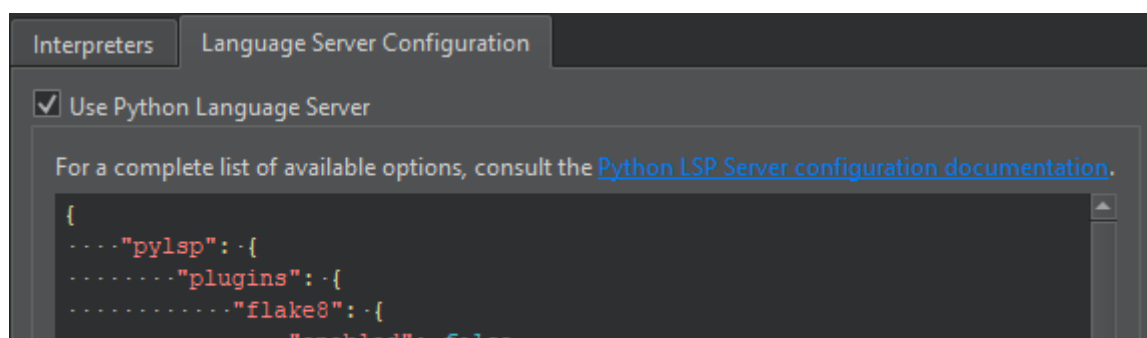 Interpreters Language Server Configuration
Use Python Language Server
For a complete list of available options, consult the Python LSP Server configuration documentation.
{
····"pylsp":·{
········"plugins":·{
············"flake8":·{